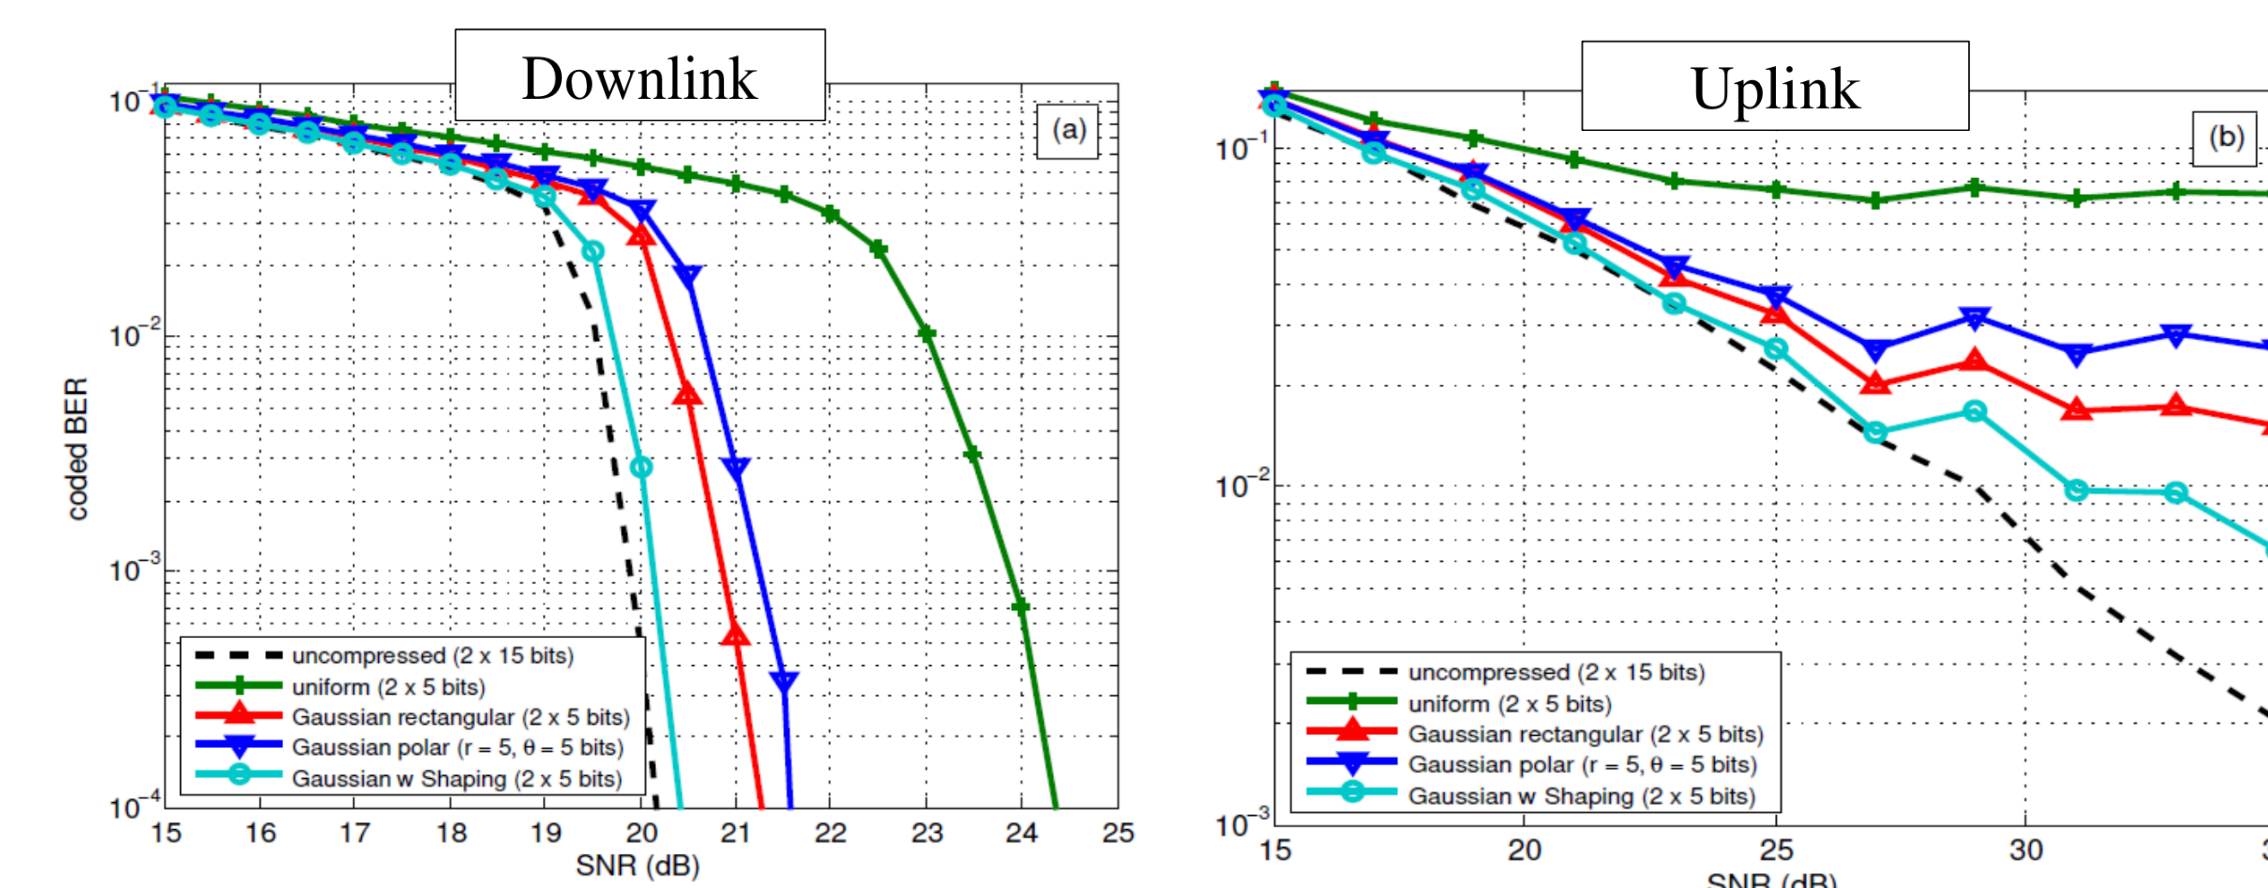 Downlink
(a)
10⁻¹
10⁻²
10⁻³
10⁻⁴
coded BER
uncompressed (2 x 15 bits)
uniform (2 x 5 bits)
Gaussian rectangular (2 x 5 bits)
Gaussian polar (r = 5, θ = 5 bits)
Gaussian w Shaping (2 x 5 bits)
15 16 17 18 19 20 21 22 23 24 25
SNR (dB)
Uplink
(b)
10⁻¹
10⁻²
10⁻³
uncompressed (2 x 15 bits)
uniform (2 x 5 bits)
Gaussian rectangular (2 x 5 bits)
Gaussian polar (r = 5, θ = 5 bits)
Gaussian w Shaping (2 x 5 bits)
15 20 25 30
SNR (dB)